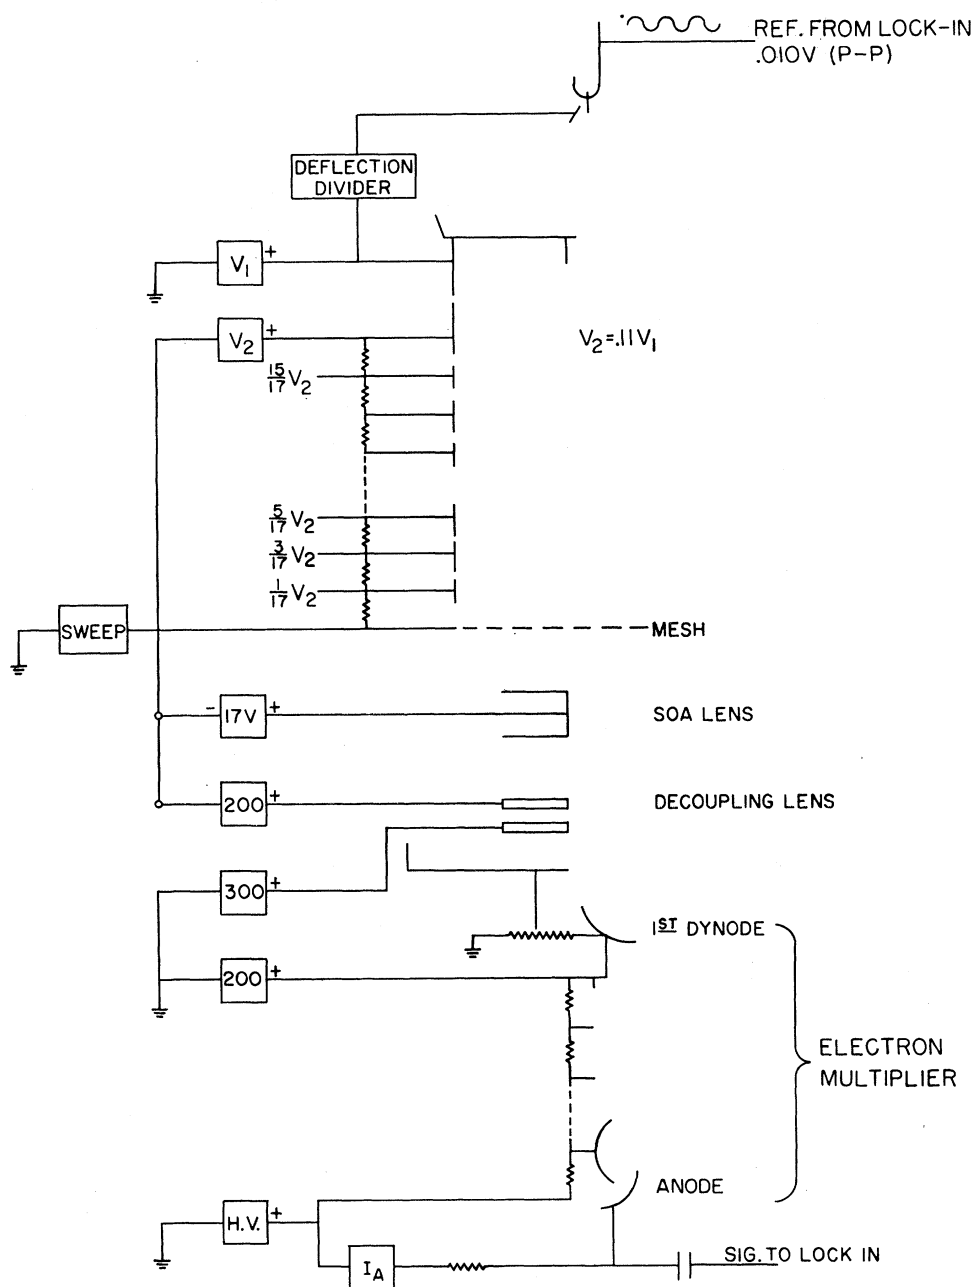 REF. FROM LOCK-IN
.010V (P-P)
DEFLECTION
DIVIDER
V1 +
V2 +
V2=.11V1
15/17 V2
5/17 V2
3/17 V2
1/17 V2
SWEEP
MESH
- 17V +
SOA LENS
200 +
DECOUPLING LENS
300 +
1ST DYNODE
200 +
ELECTRON
MULTIPLIER
ANODE
H.V. +
IA
SIG. TO LOCK IN